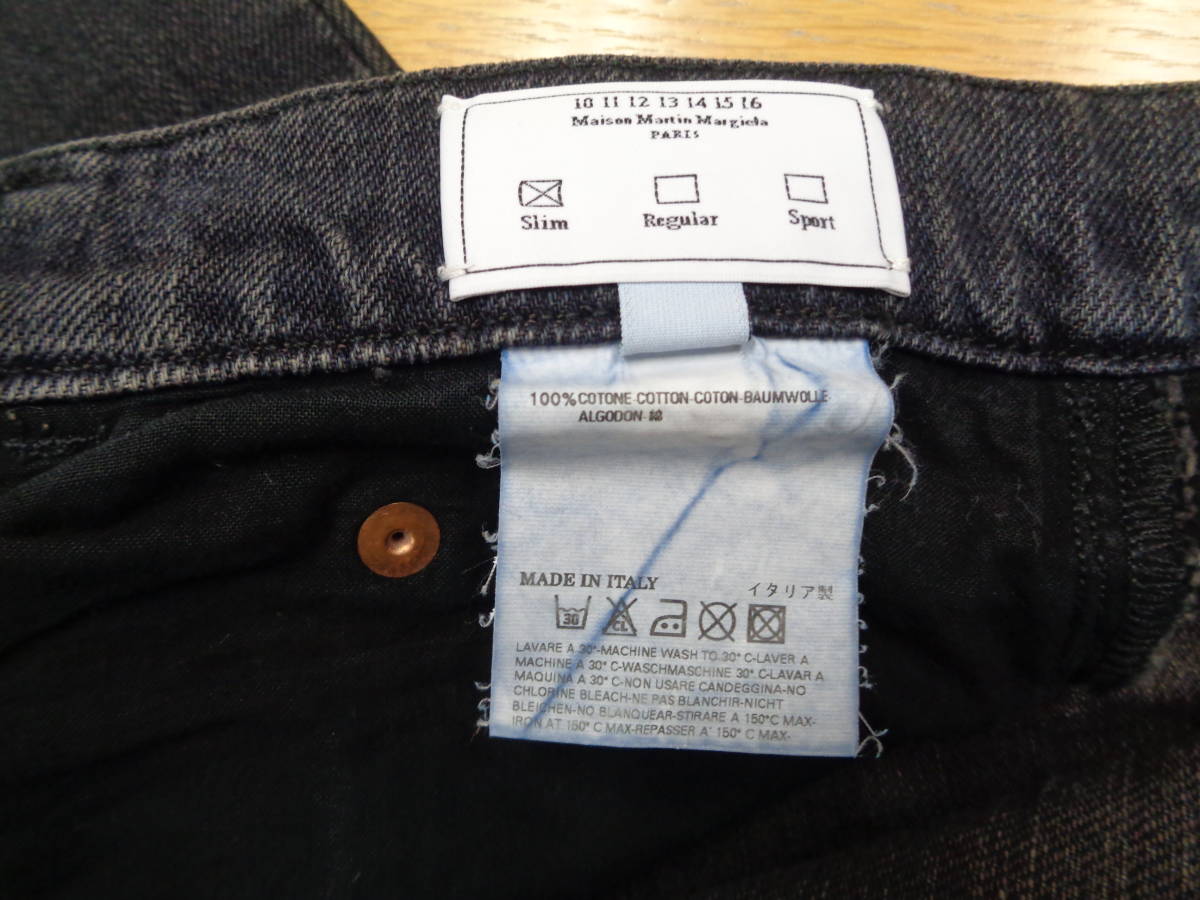 10 11 12 13 14 15 16
Maison Martin Margiela
PARIS
Slim Regular Sport
100% COTONE-COTTON-COTON-BAUMWOLLE-
ALGODON-綿
MADE IN ITALY イタリア製
30 CL
LAVARE A 30°-MACHINE WASH TO 30° C-LAVER A
MACHINE A 30° C-WASCHMASCHINE 30° C-LAVAR A
MAQUINA A 30° C-NON USARE CANDEGGINA-NO
CHLORINE BLEACH-NE PAS BLANCHIR-NICHT
BLEICHEN-NO BLANQUEAR-STIRARE A 150°C MAX-
IRON AT 150° C MAX-REPASSER A' 150° C MAX-